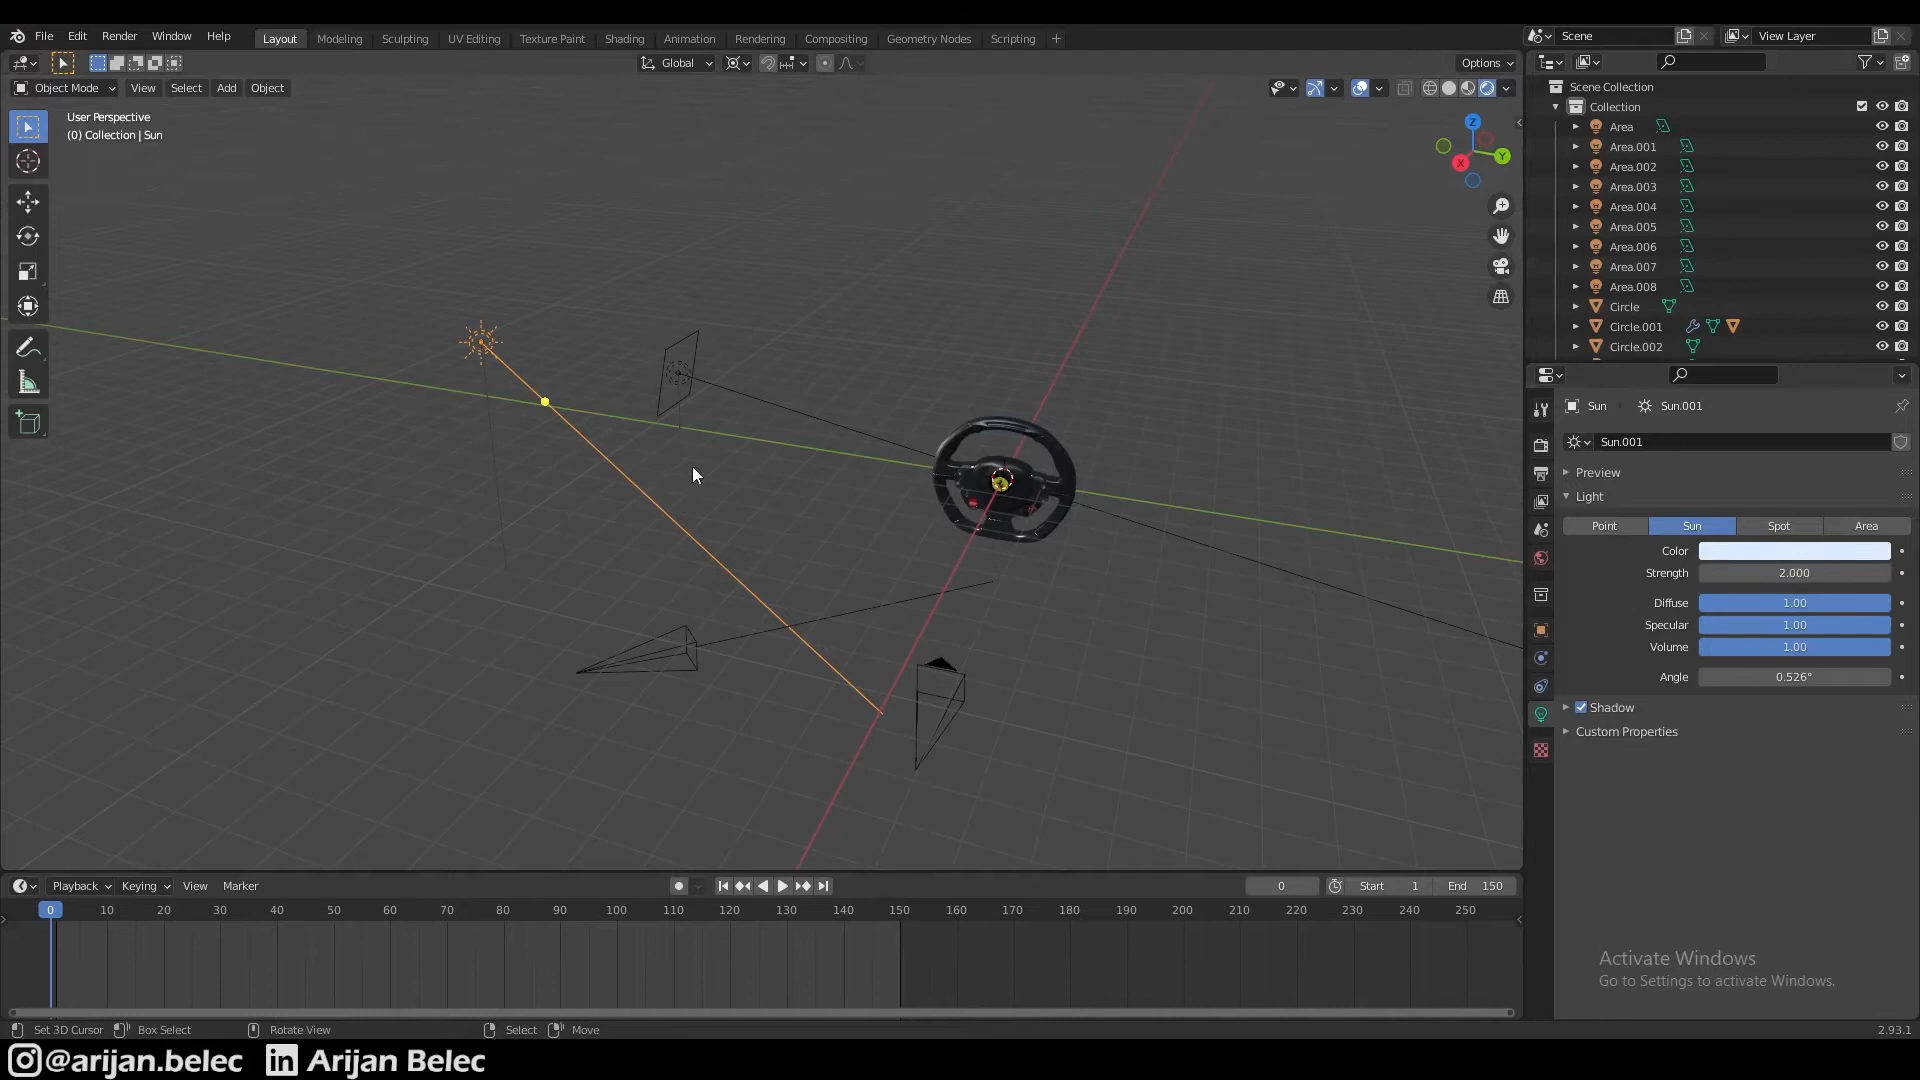 File Edit Render Window Help Layout Modeling Sculpting UV Editing Texture Paint Shading Animation Rendering Compositing Geometry Nodes Scripting + Scene View Layer
Global Options
Object Mode View Select Add Object
User Perspective
(0) Collection | Sun
Z
Y
X
Scene Collection
Collection
Area
Area.001
Area.002
Area.003
Area.004
Area.005
Area.006
Area.007
Area.008
Circle
Circle.001
Circle.002
Sun Sun.001
Sun.001
Preview
Light
Point Sun Spot Area
Color
Strength 2.000
Diffuse 1.00
Specular 1.00
Volume 1.00
Angle 0.526°
Shadow
Custom Properties
Activate Windows
Go to Settings to activate Windows.
Playback Keying View Marker 0 Start 1 End 150
0 10 20 30 40 50 60 70 80 90 100 110 120 130 140 150 160 170 180 190 200 210 220 230 240 250
Set 3D Cursor Box Select Rotate View Select Move 2.93.1
@arijan.belec in Arijan Belec